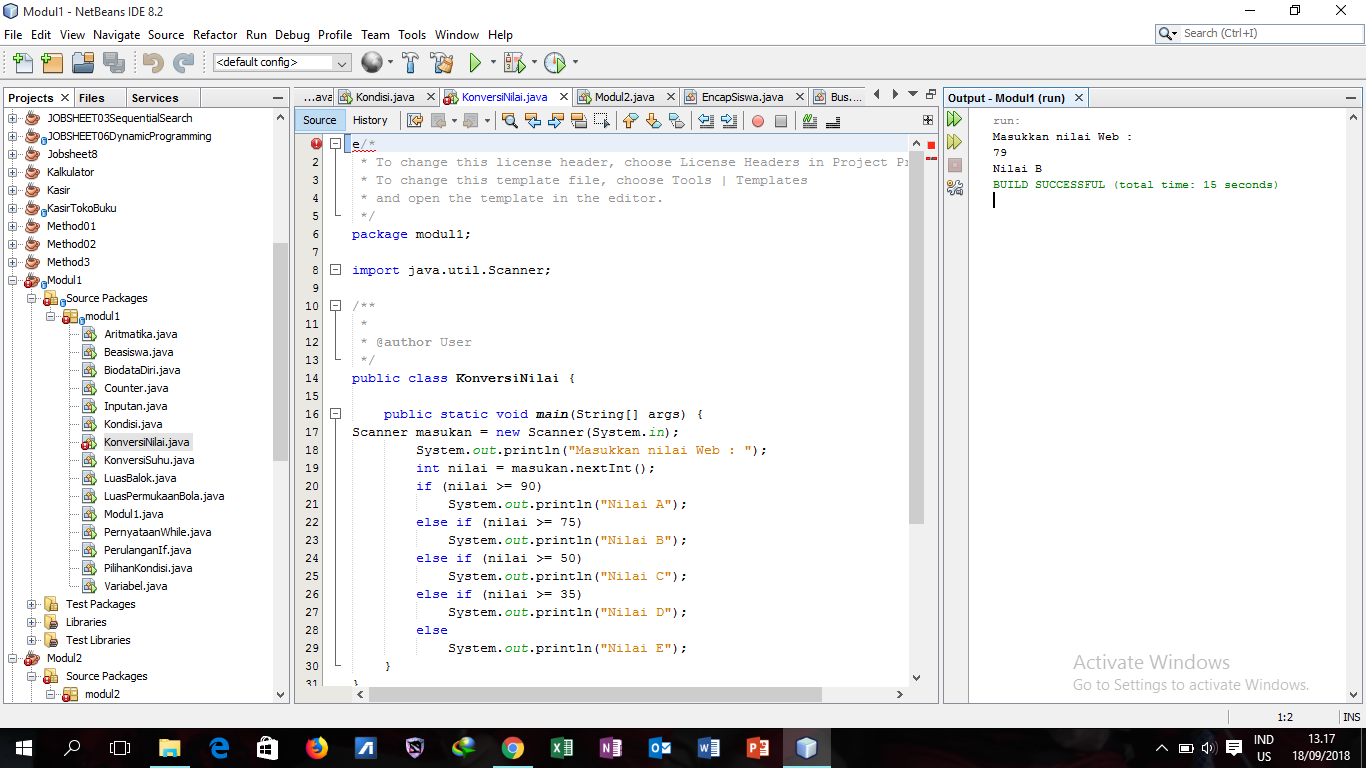 Modul1 - NetBeans IDE 8.2
File Edit View Navigate Source Refactor Run Debug Profile Team Tools Window Help
Search (Ctrl+I)
<default config>
Projects Files Services
JOBSHEET03SequentialSearch
JOBSHEET06DynamicProgramming
Jobsheet8
Kalkulator
Kasir
KasirTokoBuku
Method01
Method02
Method3
Modul1
Source Packages
modul1
Aritmatika.java
Beasiswa.java
BiodataDiri.java
Counter.java
Inputan.java
Kondisi.java
KonversiNilai.java
KonversiSuhu.java
LuasBalok.java
LuasPermukaanBola.java
Modul1.java
PernyataanWhile.java
PerulanganIf.java
PilihanKondisi.java
Variabel.java
Test Packages
Libraries
Test Libraries
Modul2
Source Packages
modul2
...ava Kondisi.java KonversiNilai.java Modul2.java EncapSiswa.java Bus...
Source History
e/*
2 * To change this license header, choose License Headers in Project Pr
3 * To change this template file, choose Tools | Templates
4 * and open the template in the editor.
5 */
6 package modul1;
7
8 import java.util.Scanner;
9
10 /**
11 *
12 * @author User
13 */
14 public class KonversiNilai {
15
16 public static void main(String[] args) {
17 Scanner masukan = new Scanner(System.in);
18 System.out.println("Masukkan nilai Web : ");
19 int nilai = masukan.nextInt();
20 if (nilai >= 90)
21 System.out.println("Nilai A");
22 else if (nilai >= 75)
23 System.out.println("Nilai B");
24 else if (nilai >= 50)
25 System.out.println("Nilai C");
26 else if (nilai >= 35)
27 System.out.println("Nilai D");
28 else
29 System.out.println("Nilai E");
30 }
31 }
Output - Modul1 (run)
run:
Masukkan nilai Web :
79
Nilai B
BUILD SUCCESSFUL (total time: 15 seconds)
Activate Windows
Go to Settings to activate Windows.
1:2 INS
IND
US
13.17
18/09/2018